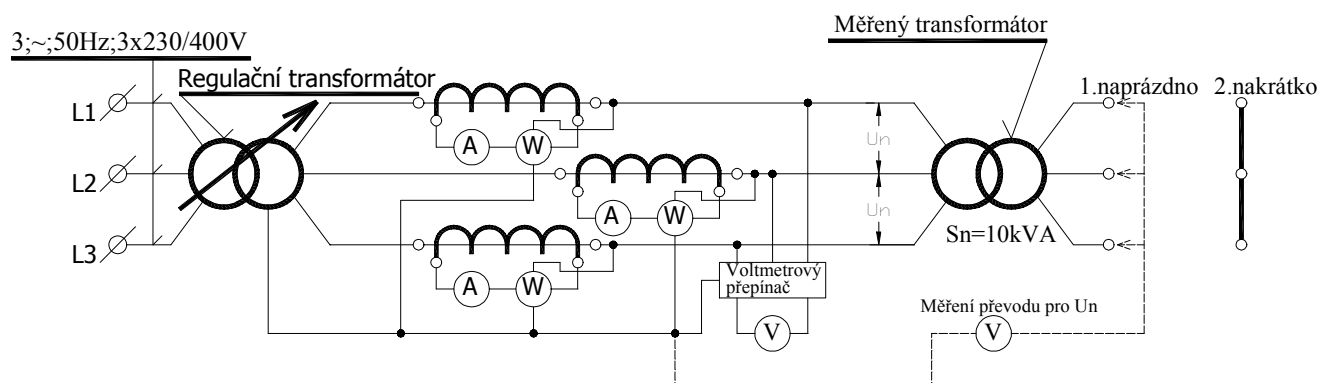 3;~;50Hz;3x230/400V
Měřený transformátor
Regulační transformátor
1.naprázdno
2.nakrátko
L1
A
W
Un
L2
A
W
Un
L3
Sn=10kVA
A
W
Voltmetrový
přepínač
Měření převodu pro Un
V
V